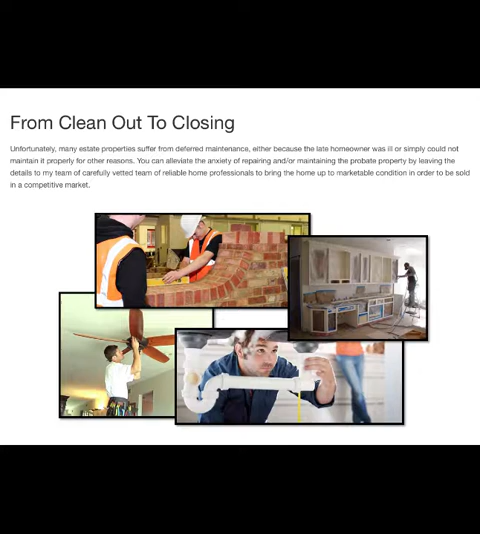 From Clean Out To Closing
Unfortunately, many estate properties suffer from deferred maintenance, either because the late homeowner was ill or simply could not
maintain it properly for other reasons. You can alleviate the anxiety of repairing and/or maintaining the probate property by leaving the
details to my team of carefully vetted team of reliable home professionals to bring the home up to marketable condition in order to be sold
in a competitive market.